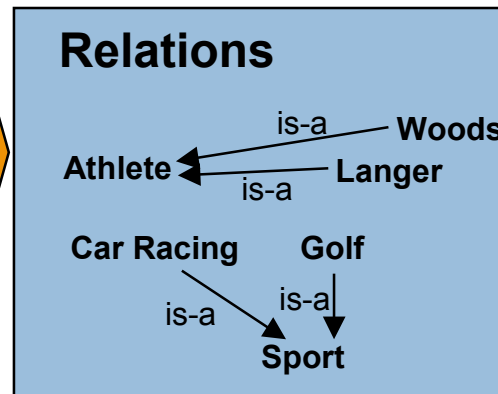 Relations
is-a
Woods
Athlete
is-a
Langer
Car Racing
Golf
is-a
is-a
Sport